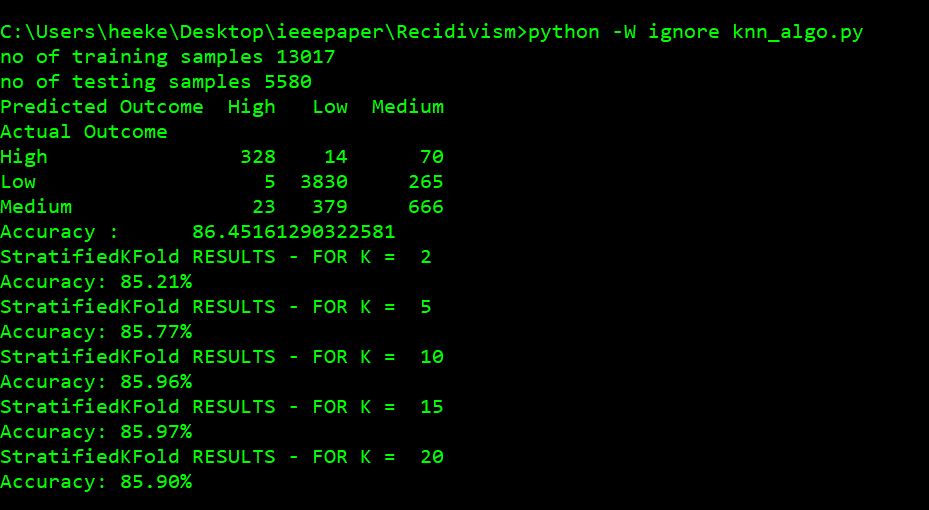 C:\Users\heeke\Desktop\ieeepaper\Recidivism>python -W ignore knn_algo.py
no of training samples 13017
no of testing samples 5580
Predicted Outcome  High   Low  Medium
Actual Outcome
High                328    14      70
Low                   5  3830     265
Medium               23   379     666
Accuracy :      86.45161290322581
StratifiedKFold RESULTS - FOR K =  2
Accuracy: 85.21%
StratifiedKFold RESULTS - FOR K =  5
Accuracy: 85.77%
StratifiedKFold RESULTS - FOR K =  10
Accuracy: 85.96%
StratifiedKFold RESULTS - FOR K =  15
Accuracy: 85.97%
StratifiedKFold RESULTS - FOR K =  20
Accuracy: 85.90%